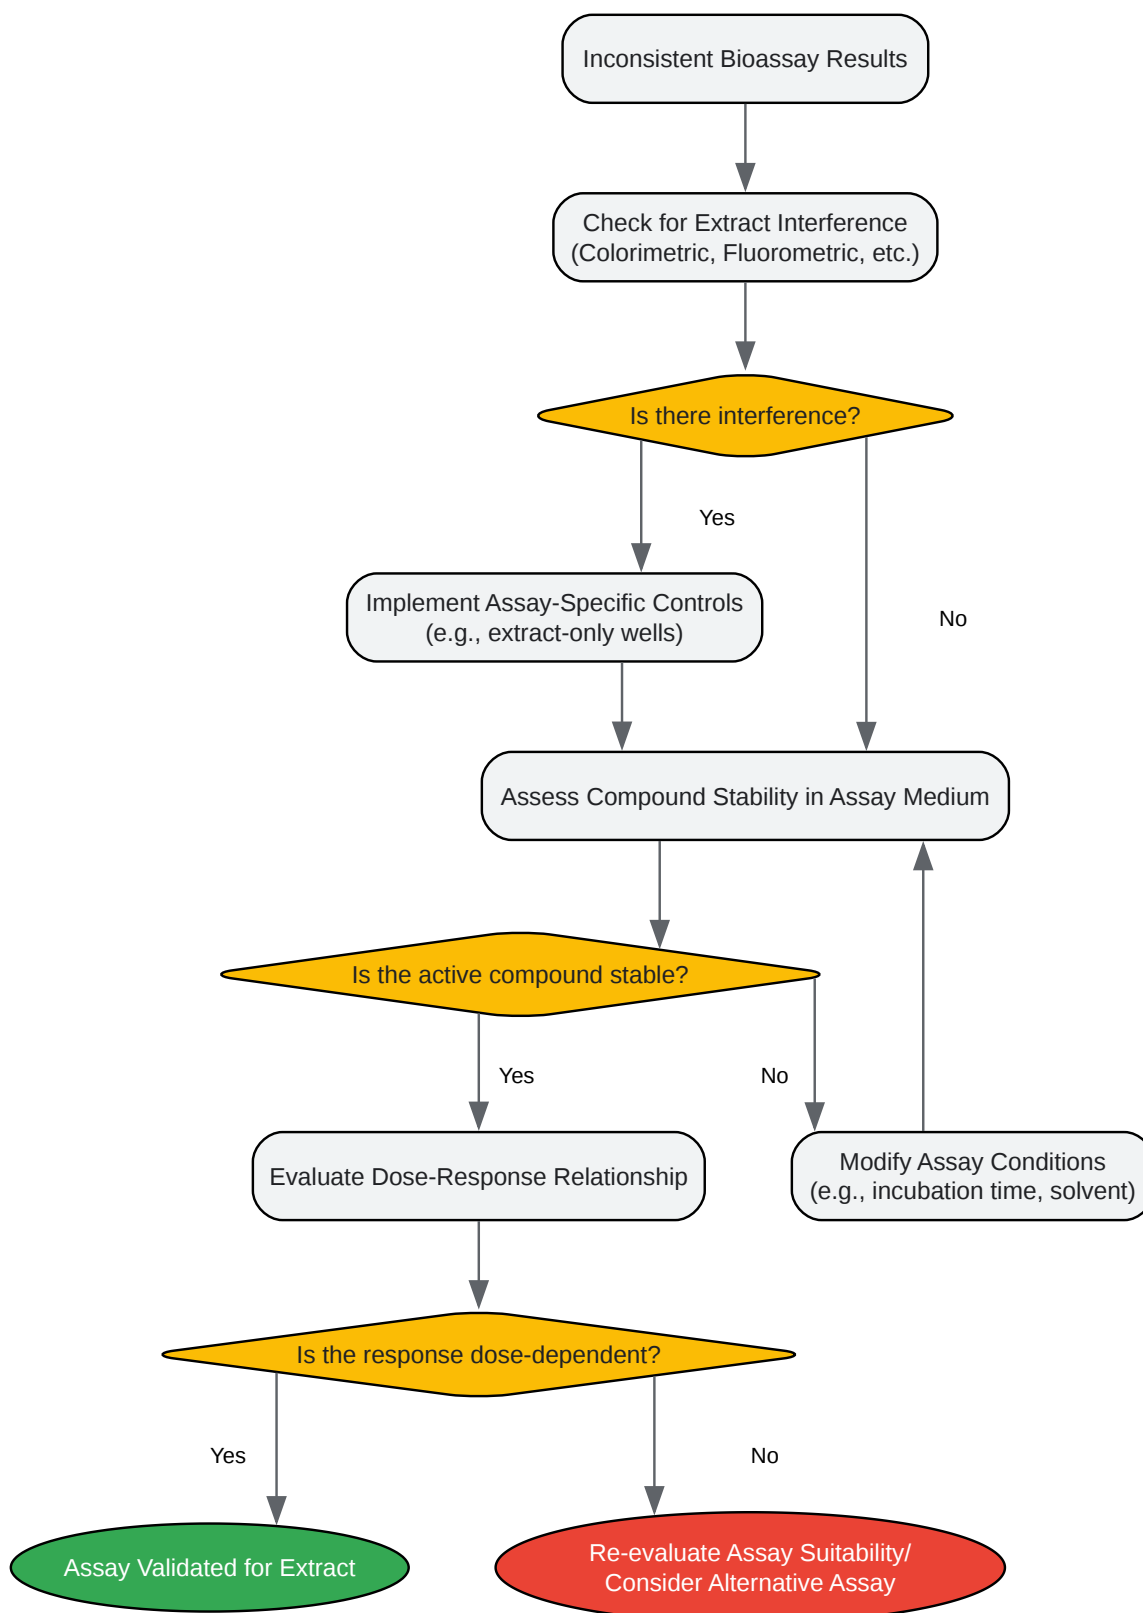 Inconsistent Bioassay Results
Check for Extract Interference
(Colorimetric, Fluorometric, etc.)
Is there interference?
Yes
Implement Assay-Specific Controls
(e.g., extract-only wells)
No
Assess Compound Stability in Assay Medium
Is the active compound stable?
Yes
No
Evaluate Dose-Response Relationship
Modify Assay Conditions
(e.g., incubation time, solvent)
Is the response dose-dependent?
Yes
No
Assay Validated for Extract
Re-evaluate Assay Suitability/
Consider Alternative Assay